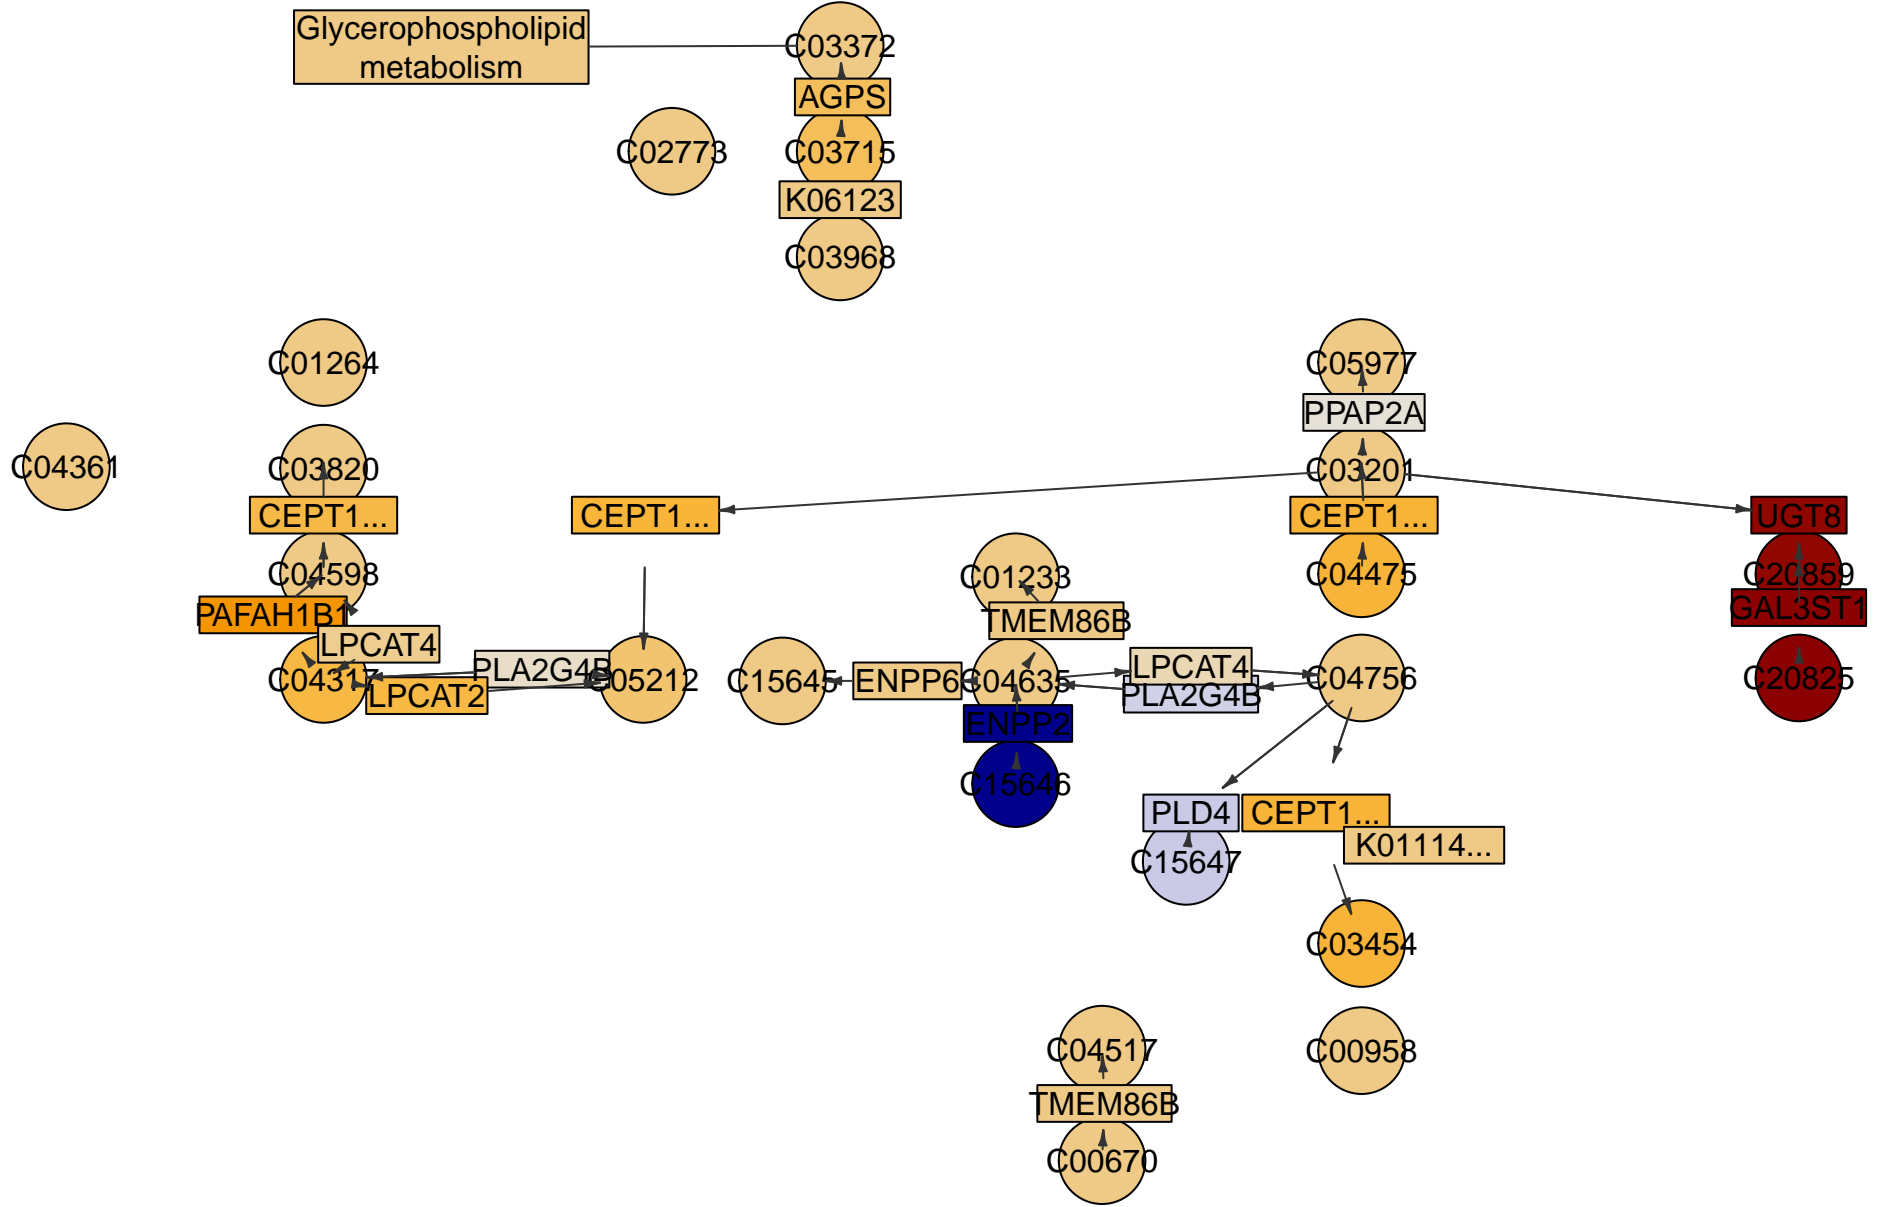 Glycerophospholipid
metabolism
C03372
AGPS
C02773
C03715
K06123
C03968
C01264
C05977
PPAP2A
C04361
C03820
C03201
CEPT1...
CEPT1...
CEPT1...
UGT8
C04598
C01233
C04475
C20859
PAFAH1B1
TMEM86B
GAL3ST1
LPCAT4
PLA2G4B
LPCAT4
C04317
LPCAT2
C05212
C15645
ENPP6
C04635
PLA2G4B
C04756
C20825
ENPP2
C15646
PLD4
CEPT1...
K01114...
C15647
C03454
C04517
C00958
TMEM86B
C00670